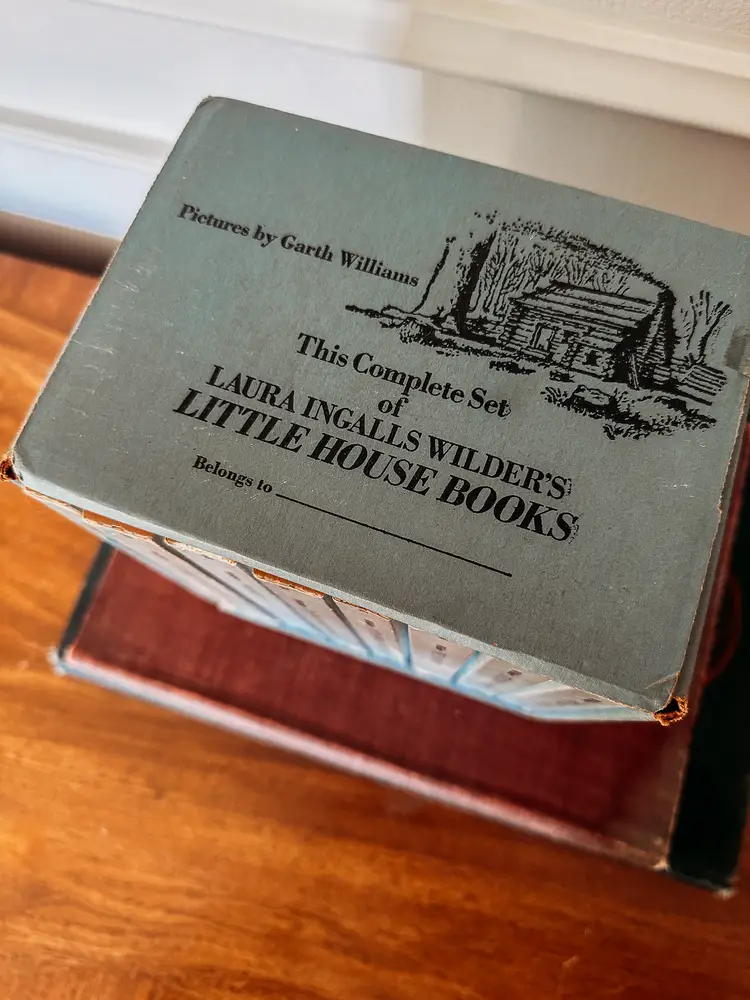 Pictures by Garth Williams
This Complete Set
of
LAURA INGALLS WILDER'S
LITTLE HOUSE BOOKS
Belongs to